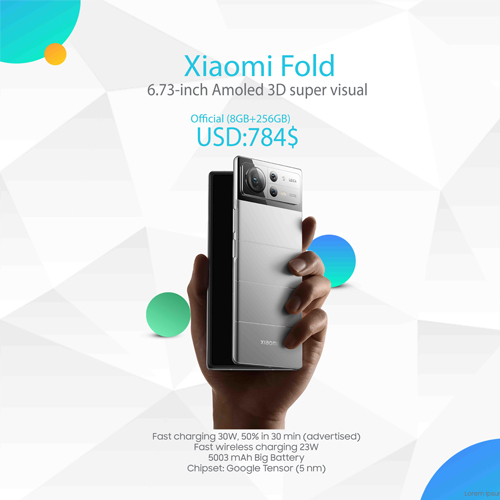 Xiaomi Fold
6.73-inch Amoled 3D super visual
Official (8GB+256GB)
USD:784$
XIAOMI
Fast charging 30W, 50% in 30 min (advertised)
Fast wireless charging 23W
5003 mAh Big Battery
Chipset: Google Tensor (5 nm)